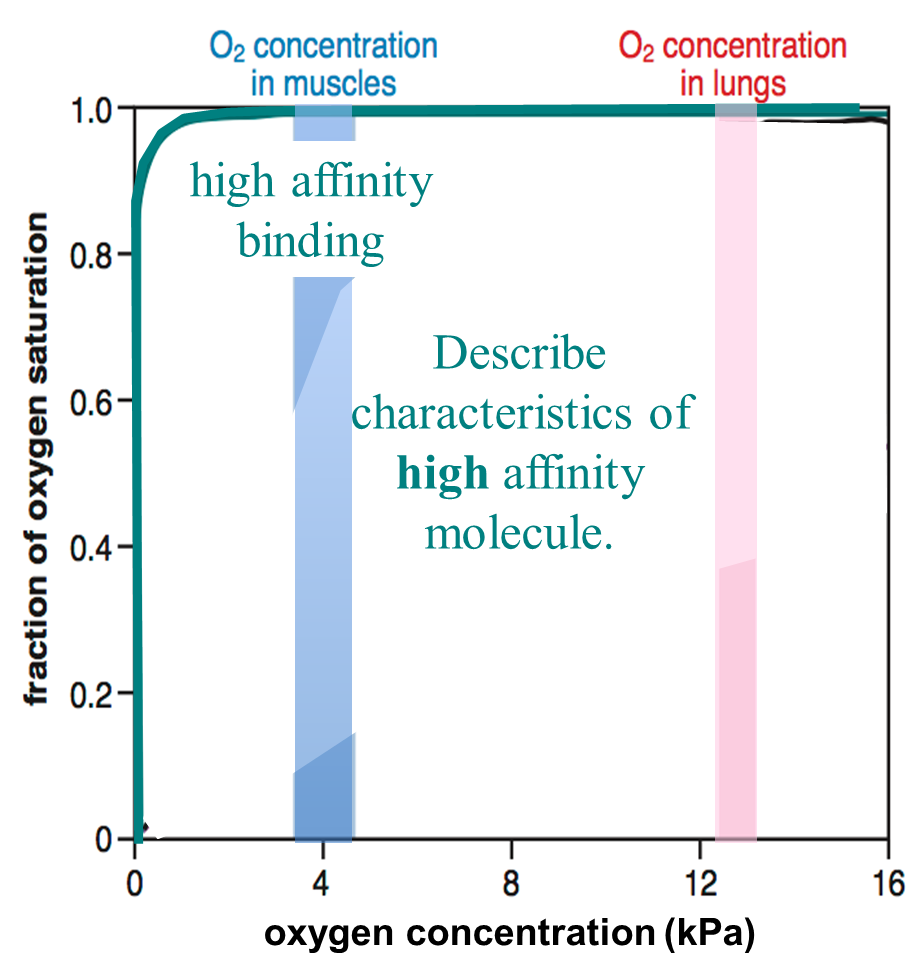 O₂ concentration
in muscles
O₂ concentration
in lungs
1.0
0.8
0.6
0.4
0.2
0
fraction of oxygen saturation
high affinity
binding
Describe
characteristics of
high affinity
molecule.
0 4 8 12 16
oxygen concentration (kPa)